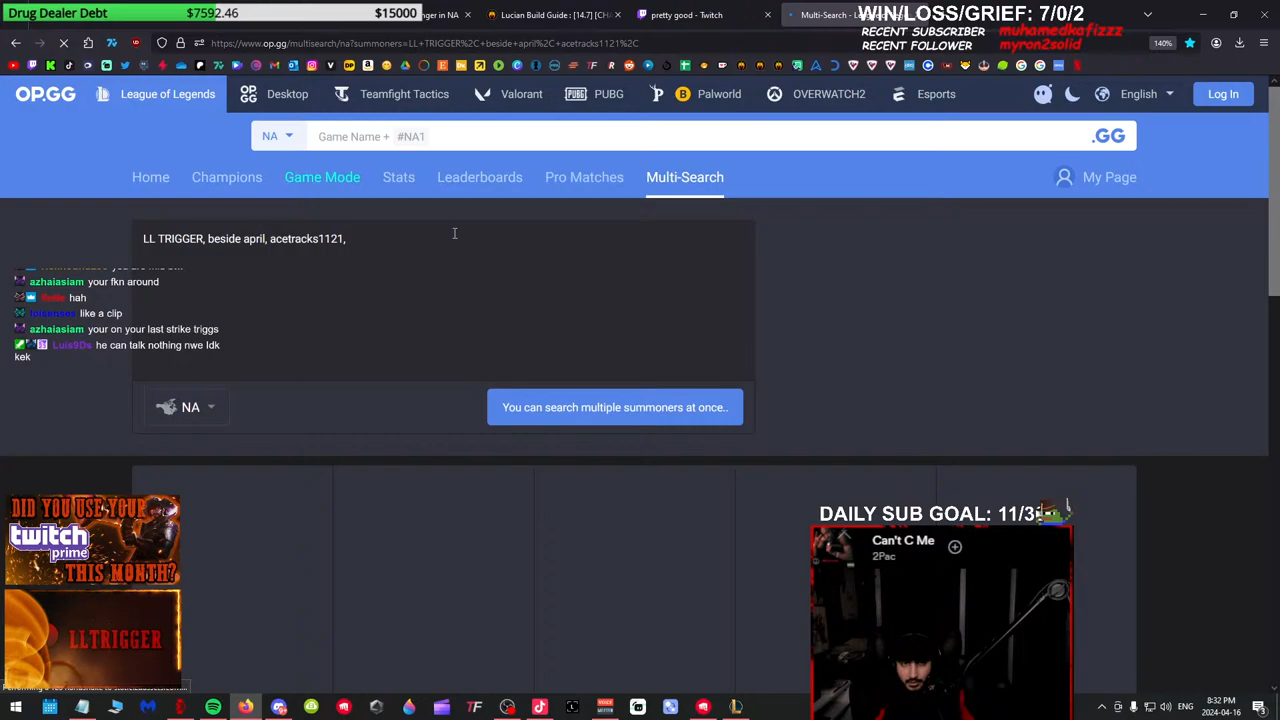 Drug Dealer Debt $7592.46 $15000
nger in NA
Lucian Build Guide : [14.7] [CHA
pretty good - Twitch
Multi-Search - Le
WIN/LOSS/GRIEF: 7/0/2
RECENT SUBSCRIBER muhamedkafizzz
RECENT FOLLOWER myron2solid
https://www.op.gg/multisearch/na?summoners=LL+TRIGGER%2C+beside+april%2C+acetracks1121%2C
140%
OP.GG League of Legends Desktop Teamfight Tactics Valorant PUBG Palworld OVERWATCH2 Esports English Log In
NA Game Name + #NA1 .GG
Home Champions Game Mode Stats Leaderboards Pro Matches Multi-Search My Page
LL TRIGGER, beside april, acetracks1121,
azhaiasiam your fkn around
hah
like a clip
azhaiasiam your on your last strike triggs
Luis9Ds he can talk nothing nwe Idk
kek
NA
You can search multiple summoners at once..
DID YOU USE YOUR
twitch
prime
THIS MONTH?
LLTRIGGER
DAILY SUB GOAL: 11/3
Can't C Me
2Pac
8:32 PM
2024-04-16